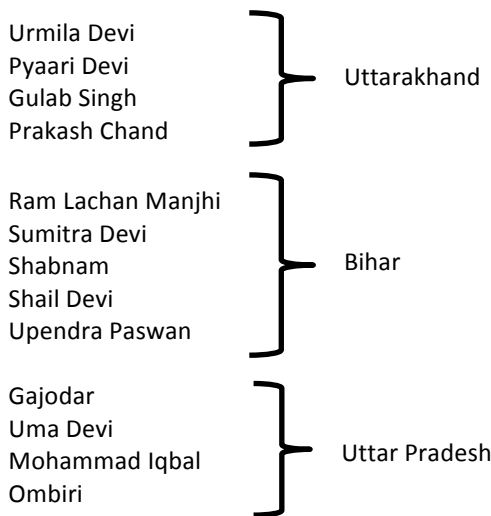 Urmila Devi
Pyaari Devi
Gulab Singh
Prakash Chand
Uttarakhand
Ram Lachan Manjhi
Sumitra Devi
Shabnam
Shail Devi
Upendra Paswan
Bihar
Gajodar
Uma Devi
Mohammad Iqbal
Ombiri
Uttar Pradesh